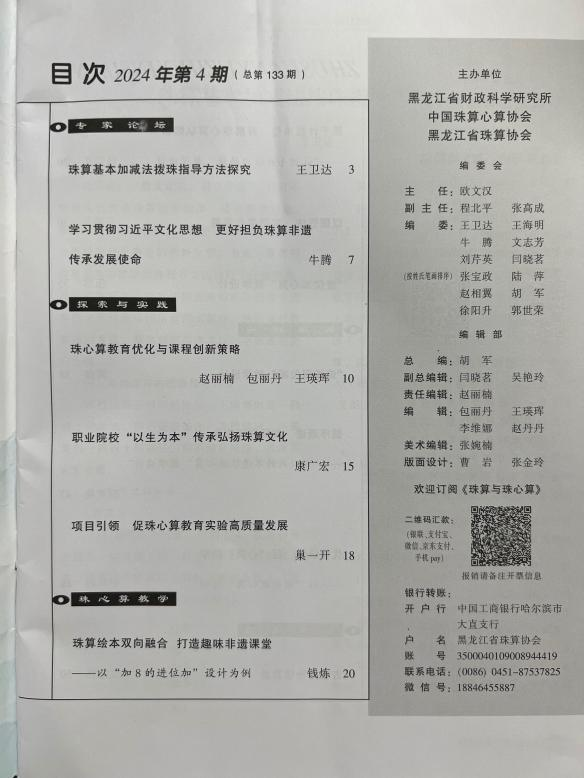 目次 2024年第4期（总第133期）
专家论坛
珠算基本加减法拨珠指导方法探究 王卫达 3
学习贯彻习近平文化思想 更好担负珠算非遗
传承发展使命 牛腾 7
探索与实践
珠心算教育优化与课程创新策略
赵丽楠 包丽丹 王瑛珲 10
职业院校“以生为本”传承弘扬珠算文化
康广宏 15
项目引领 促珠心算教育实验高质量发展
巢一开 18
珠心算教学
珠算绘本双向融合 打造趣味非遗课堂
——以“加8的进位加”设计为例 钱炼 20
主办单位
黑龙江省财政科学研究所
中国珠算心算协会
黑龙江省珠算协会
编委会
主任：欧文汉
副主任：程北平 张高成
编委：王卫达 王海明
牛腾 文志芳
刘芹英 闫晓茗
（按姓氏笔画排序）张宝政 陆萍
赵相翼 胡军
徐阳升 郭世荣
编辑部
总编：胡军
副总编辑：闫晓茗 吴艳玲
责任编辑：赵丽楠
编辑：包丽丹 王瑛珲
李维娜 赵丹丹
美术编辑：张婉楠
版面设计：曹岩 张金玲
欢迎订阅《珠算与珠心算》
二维码汇款：
（银联、支付宝、
微信、京东支付、
手机pay）
报销请备注开票信息
银行转账：
开户行 中国工商银行哈尔滨市
大直支行
户名 黑龙江省珠算协会
账号 3500040109008944419
联系电话：(0086) 0451-87537825
微信号：18846455887